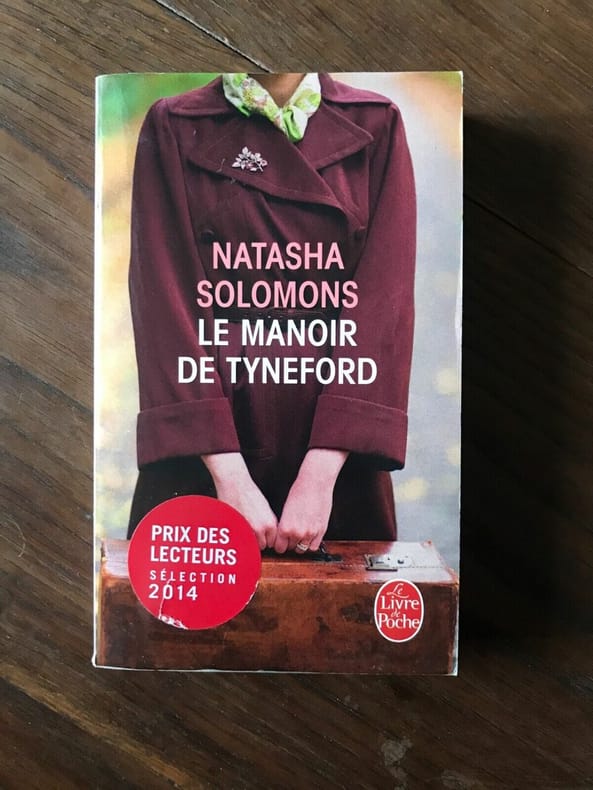 NATASHA
SOLOMONS
LE MANOIR
DE TYNEFORD
PRIX DES
LECTEURS
SÉLECTION
2014
Le
Livre
de
Poche